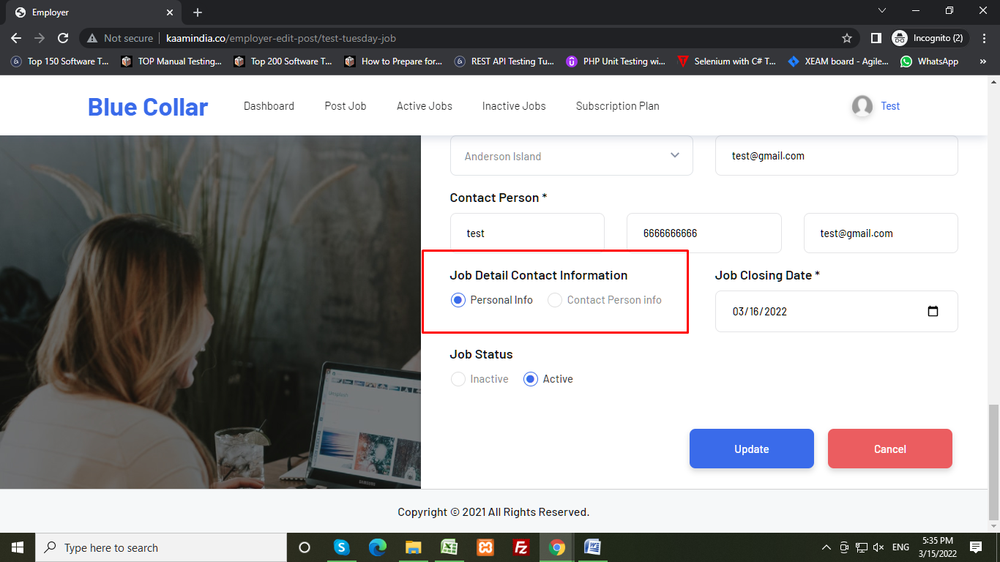 Employer
Not secure kaamindia.co/employer-edit-post/test-tuesday-job Incognito (2)
Top 150 Software T... TOP Manual Testing... Top 200 Software T... How to Prepare for... REST API Testing Tu... PHP Unit Testing wi... Selenium with C# T... XEAM board - Agile... WhatsApp »
Blue Collar Dashboard Post Job Active Jobs Inactive Jobs Subscription Plan Test
Anderson Island test@gmail.com
Contact Person *
test 6666666666 test@gmail.com
Job Detail Contact Information Job Closing Date *
Personal Info Contact Person info
03/16/2022
Job Status
Inactive Active
Update Cancel
Copyright © 2021 All Rights Reserved.
Type here to search ENG 5:35 PM
3/15/2022